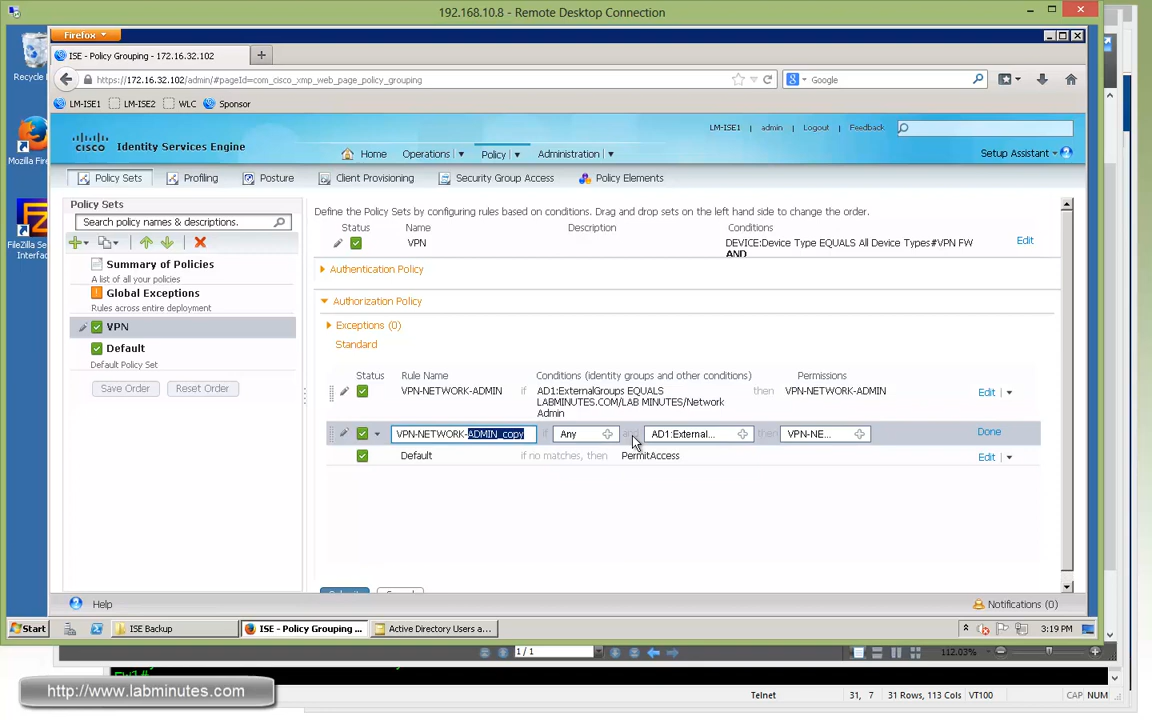 192.168.10.8 - Remote Desktop Connection
Recycle
Mozilla Fire
FileZilla Se
Interfac
Firefox
ISE - Policy Grouping - 172.16.32.102
https://172.16.32.102/admin/#pageId=com_cisco_xmp_web_page_policy_grouping
Google
LM-ISE1 LM-ISE2 WLC Sponsor
CISCO Identity Services Engine
LM-ISE1 | admin | Logout | Feedback
Home Operations | Policy | Administration |
Setup Assistant
Policy Sets Profiling Posture Client Provisioning Security Group Access Policy Elements
Policy Sets
Search policy names & descriptions.
Summary of Policies
A list of all your policies
Global Exceptions
Rules across entire deployment
VPN
Default
Default Policy Set
Save Order Reset Order
Define the Policy Sets by configuring rules based on conditions. Drag and drop sets on the left hand side to change the order.
Status Name Description Conditions
VPN DEVICE:Device Type EQUALS All Device Types#VPN FW Edit
AND
Authentication Policy
Authorization Policy
Exceptions (0)
Standard
Status Rule Name Conditions (identity groups and other conditions) Permissions
VPN-NETWORK-ADMIN if AD1:ExternalGroups EQUALS then VPN-NETWORK-ADMIN Edit |
LABMINUTES.COM/LAB MINUTES/Network
Admin
VPN-NETWORK-ADMIN_copy if Any and AD1:External... then VPN-NE... Done
Default if no matches, then PermitAccess Edit |
Help
Notifications (0)
Start ISE Backup ISE - Policy Grouping ... Active Directory Users a... 3:19 PM
1 / 1 112.03%
FW1#
http://www.labminutes.com
Telnet 31, 7 31 Rows, 113 Cols VT100 CAP NUM